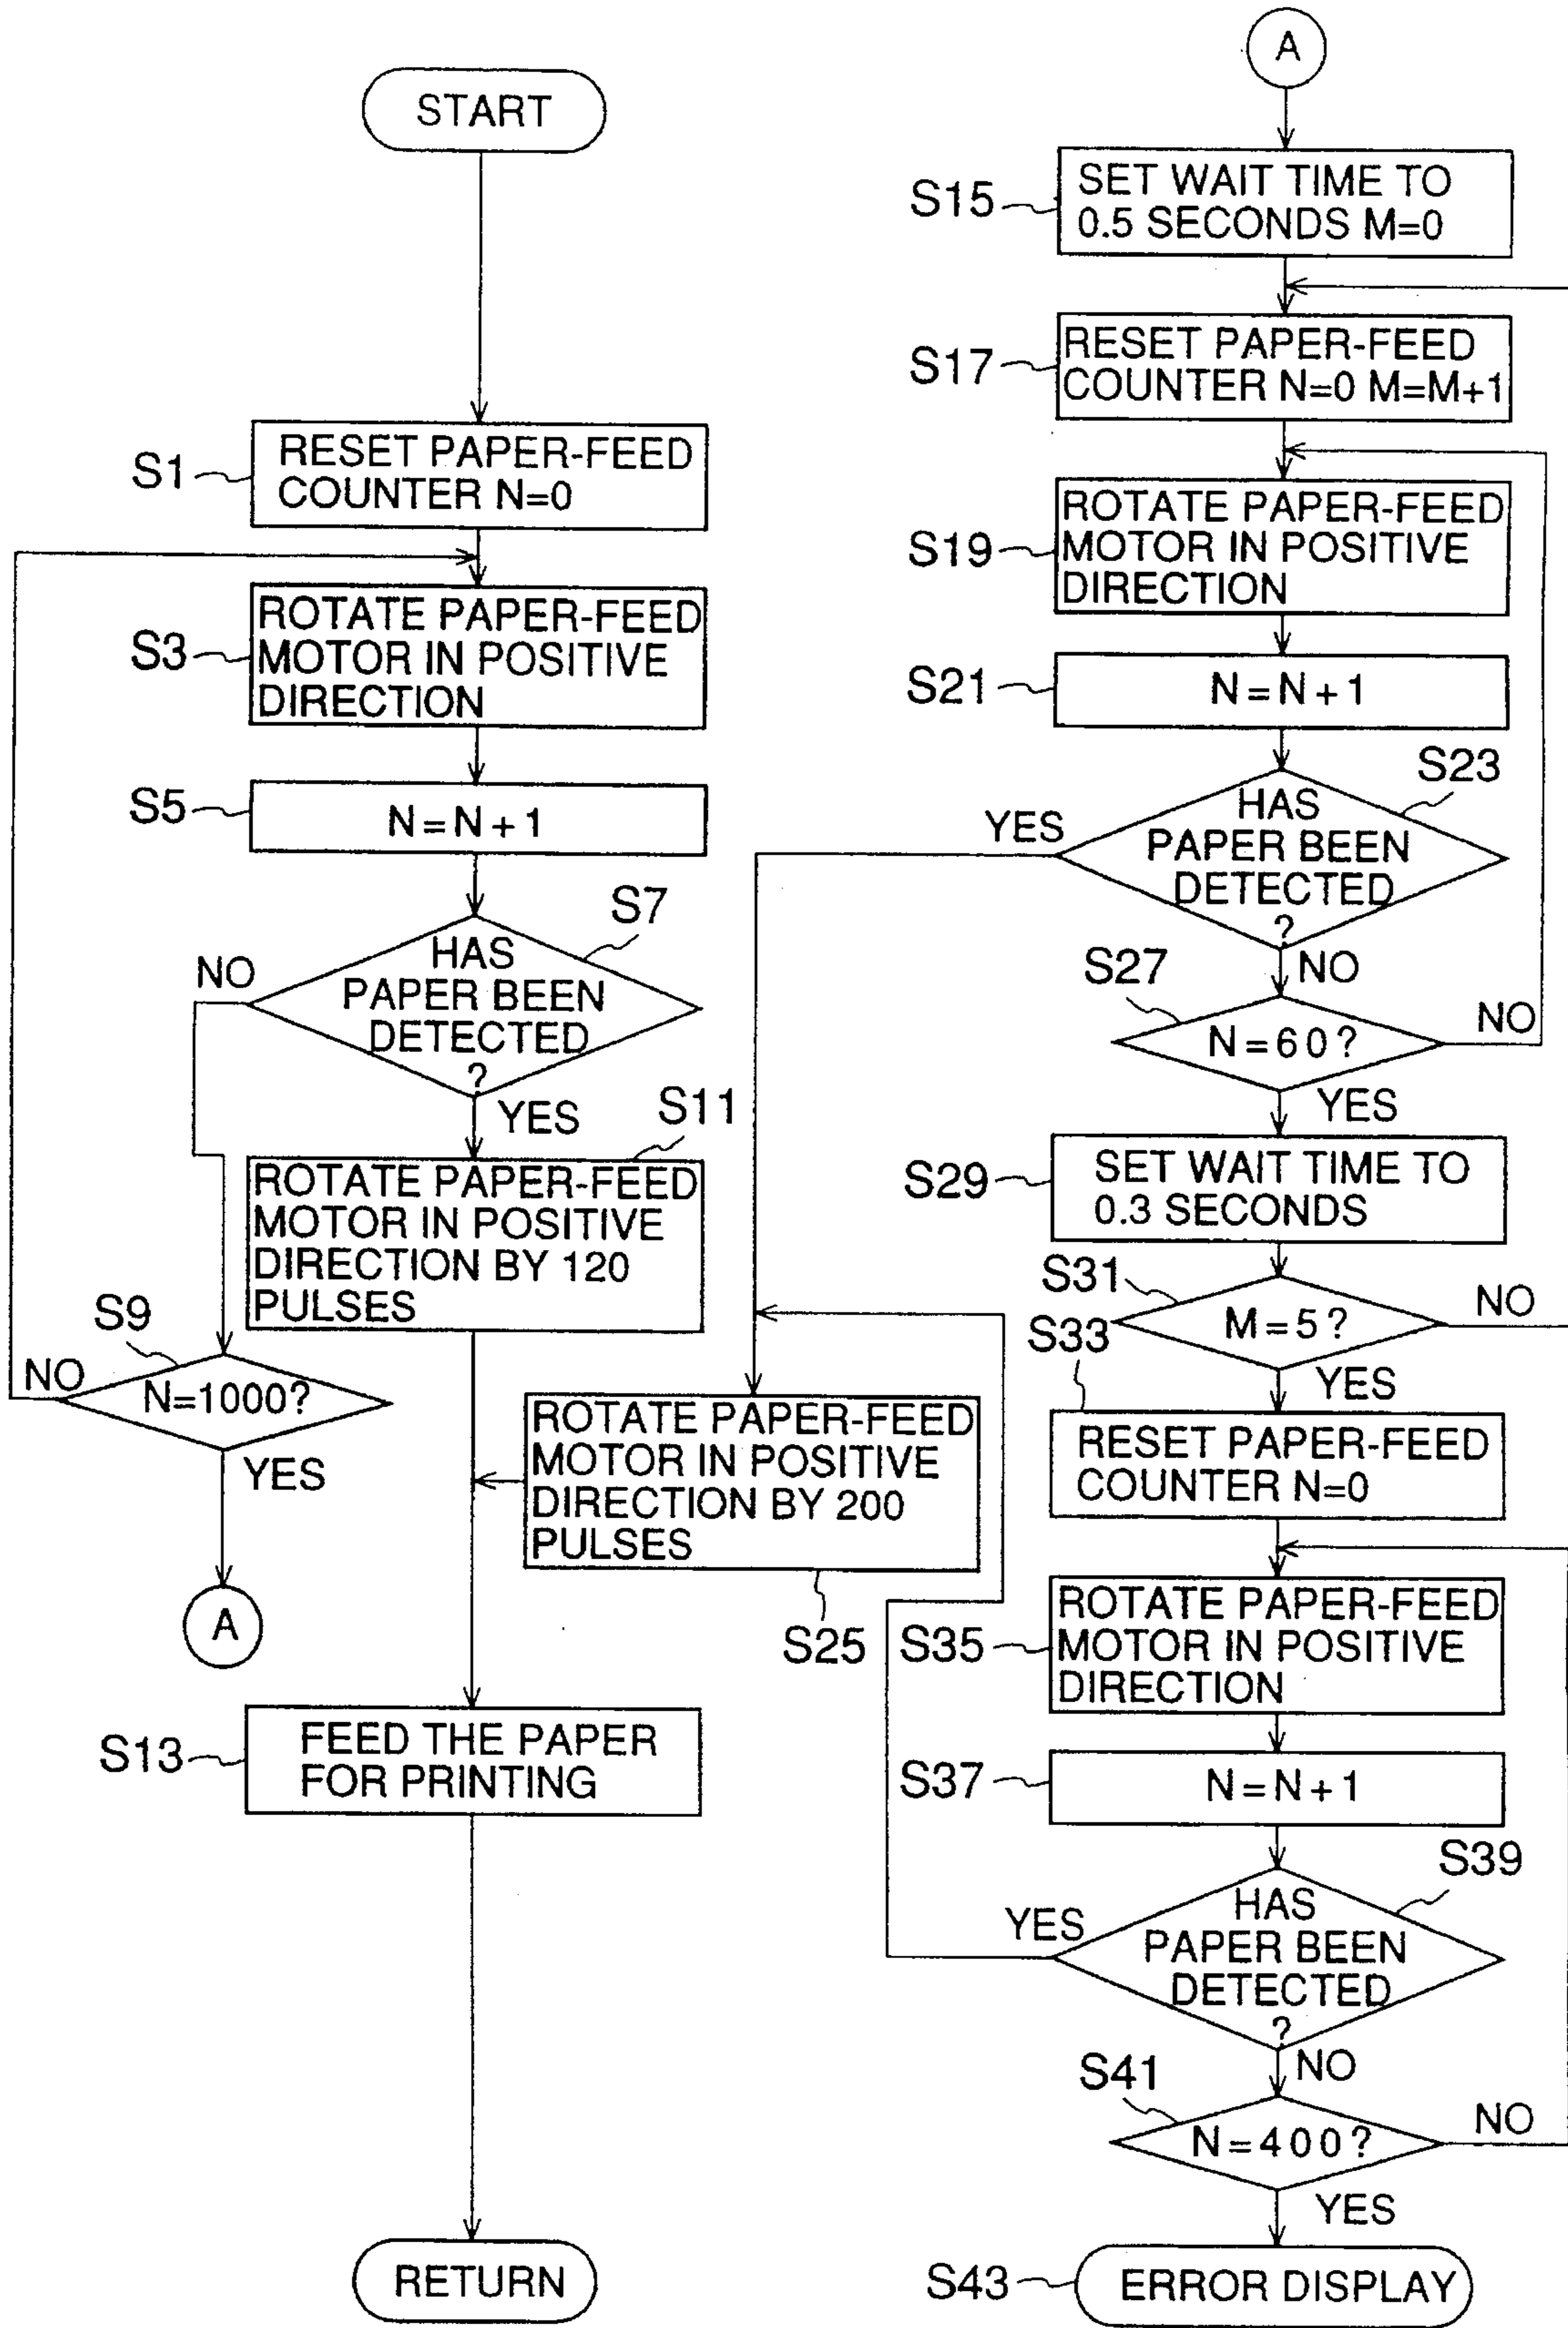 START
S1
RESET PAPER-FEED
COUNTER N=0
S3
ROTATE PAPER-FEED
MOTOR IN POSITIVE
DIRECTION
S5
N=N+1
S7
HAS
PAPER BEEN
DETECTED
?
NO
YES
S11
ROTATE PAPER-FEED
MOTOR IN POSITIVE
DIRECTION BY 120
PULSES
S9
NO
N=1000?
YES
A
S13
FEED THE PAPER
FOR PRINTING
RETURN
A
S15
SET WAIT TIME TO
0.5 SECONDS M=0
S17
RESET PAPER-FEED
COUNTER N=0 M=M+1
S19
ROTATE PAPER-FEED
MOTOR IN POSITIVE
DIRECTION
S21
N=N+1
S23
YES
HAS
PAPER BEEN
DETECTED
?
NO
S27
N=60?
NO
YES
S29
SET WAIT TIME TO
0.3 SECONDS
S31
M=5?
NO
YES
S33
RESET PAPER-FEED
COUNTER N=0
ROTATE PAPER-FEED
MOTOR IN POSITIVE
DIRECTION BY 200
PULSES
S25
S35
ROTATE PAPER-FEED
MOTOR IN POSITIVE
DIRECTION
S37
N=N+1
S39
YES
HAS
PAPER BEEN
DETECTED
?
NO
S41
N=400?
NO
YES
S43
ERROR DISPLAY